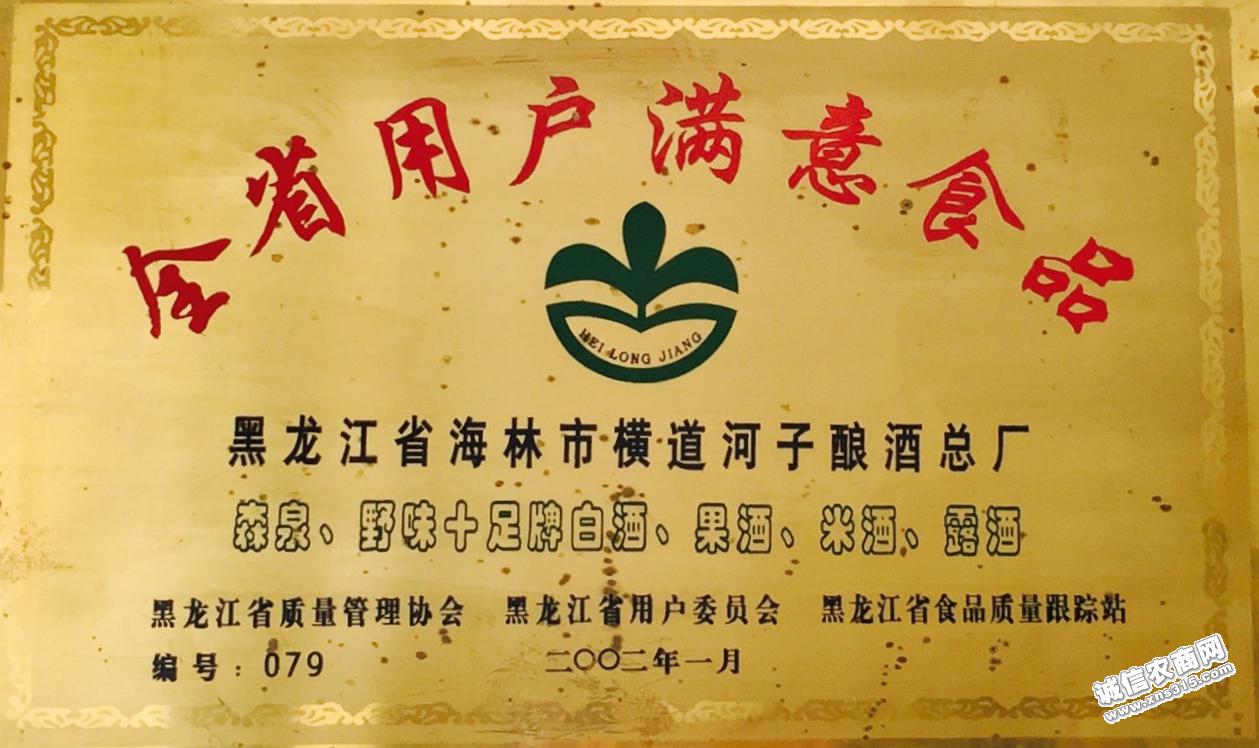 全省用户满意食品
HEI LONG JIANG
黑龙江省海林市横道河子酿酒总厂
森泉、野味十足牌白酒、果酒、米酒、露酒
黑龙江省质量管理协会 黑龙江省用户委员会 黑龙江省食品质量跟踪站
编号：079 二〇〇二年一月
诚信农商网
www.xns315.com